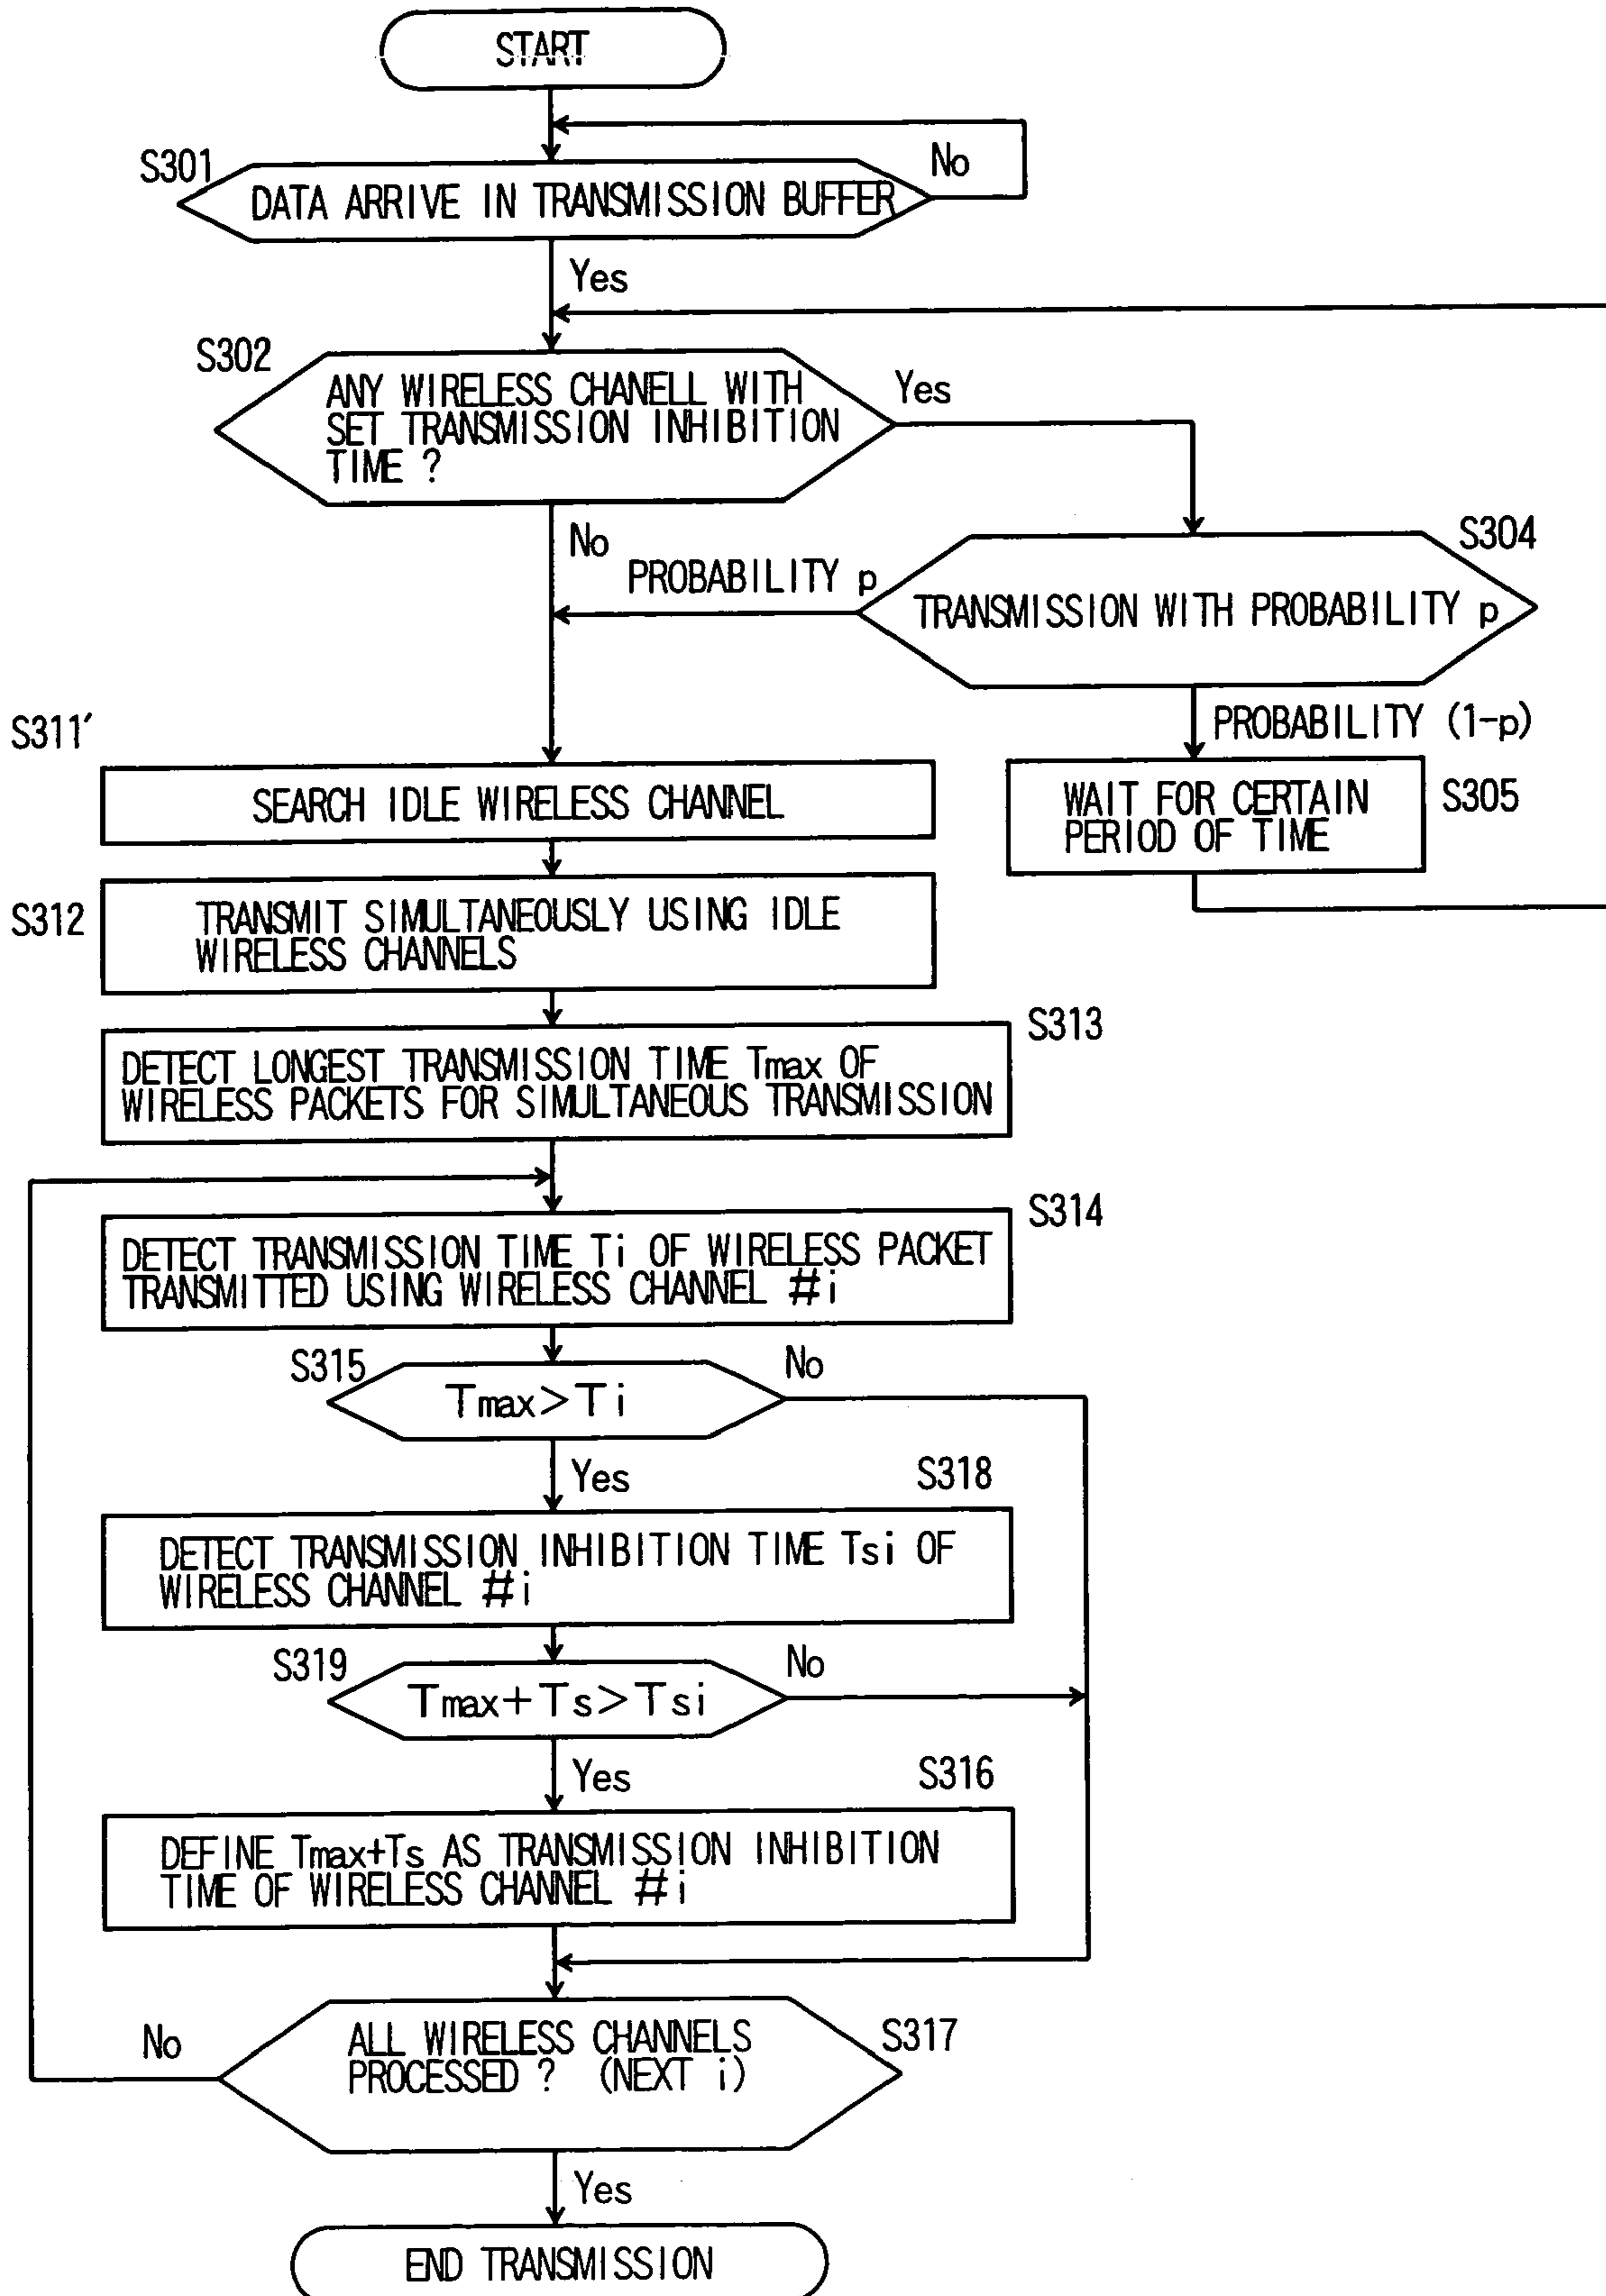 START
S301
DATA ARRIVE IN TRANSMISSION BUFFER
No
Yes
S302
ANY WIRELESS CHANELL WITH
SET TRANSMISSION INHIBITION
TIME ?
Yes
No
S304
PROBABILITY p
TRANSMISSION WITH PROBABILITY p
PROBABILITY (1-p)
S311′
SEARCH IDLE WIRELESS CHANNEL
WAIT FOR CERTAIN
PERIOD OF TIME
S305
S312
TRANSMIT SIMULTANEOUSLY USING IDLE
WIRELESS CHANNELS
S313
DETECT LONGEST TRANSMISSION TIME Tmax OF
WIRELESS PACKETS FOR SIMULTANEOUS TRANSMISSION
S314
DETECT TRANSMISSION TIME Ti OF WIRELESS PACKET
TRANSMITTED USING WIRELESS CHANNEL #i
S315
Tmax>Ti
No
Yes
S318
DETECT TRANSMISSION INHIBITION TIME Tsi OF
WIRELESS CHANNEL #i
S319
Tmax+Ts>Tsi
No
Yes
S316
DEFINE Tmax+Ts AS TRANSMISSION INHIBITION
TIME OF WIRELESS CHANNEL #i
No
ALL WIRELESS CHANNELS
PROCESSED ? (NEXT i)
S317
Yes
END TRANSMISSION